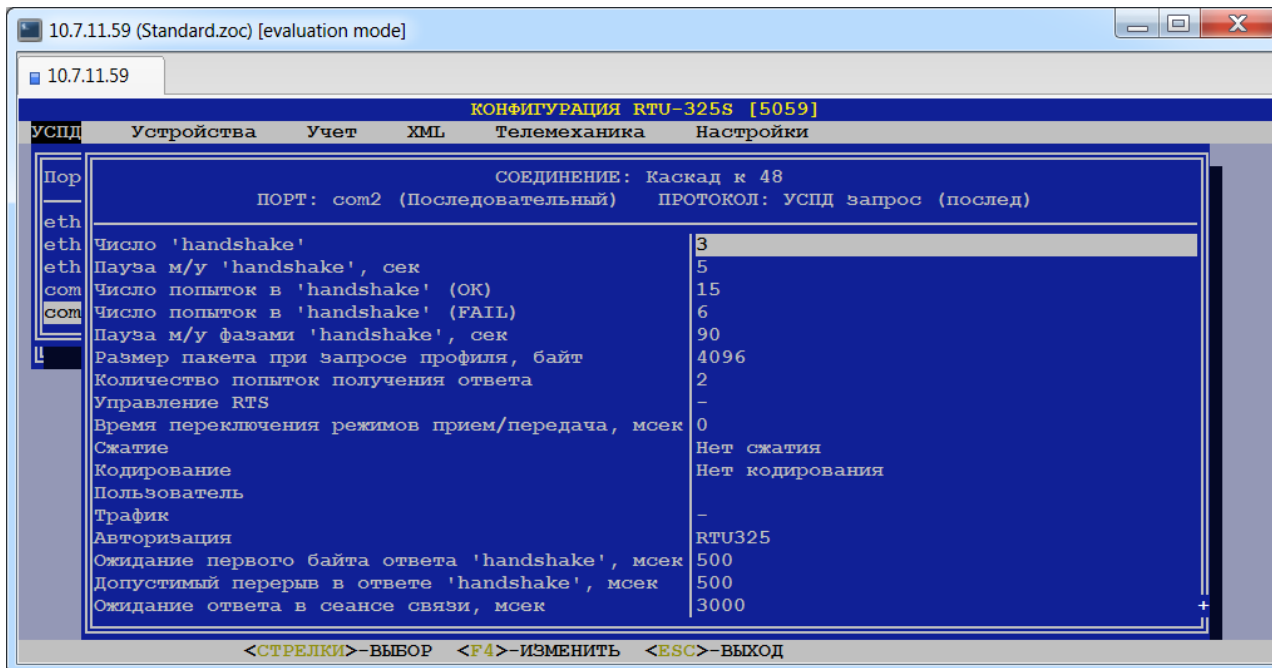 10.7.11.59 (Standard.zoc) [evaluation mode]
10.7.11.59
КОНФИГУРАЦИЯ RTU-325S [5059]
УСПД Устройства Учет XML Телемеханика Настройки
Пор
СОЕДИНЕНИЕ: Каскад к 48
ПОРТ: com2 (Последовательный) ПРОТОКОЛ: УСПД запрос (послед)
eth
eth Число 'handshake' 3
eth Пауза м/у 'handshake', сек 5
com Число попыток в 'handshake' (OK) 15
com Число попыток в 'handshake' (FAIL) 6
Пауза м/у фазами 'handshake', сек 90
Размер пакета при запросе профиля, байт 4096
Количество попыток получения ответа 2
Управление RTS -
Время переключения режимов прием/передача, мсек 0
Сжатие Нет сжатия
Кодирование Нет кодирования
Пользователь
Трафик -
Авторизация RTU325
Ожидание первого байта ответа 'handshake', мсек 500
Допустимый перерыв в ответе 'handshake', мсек 500
Ожидание ответа в сеансе связи, мсек 3000 +
<СТРЕЛКИ>-ВЫБОР <F4>-ИЗМЕНИТЬ <ESC>-ВЫХОД